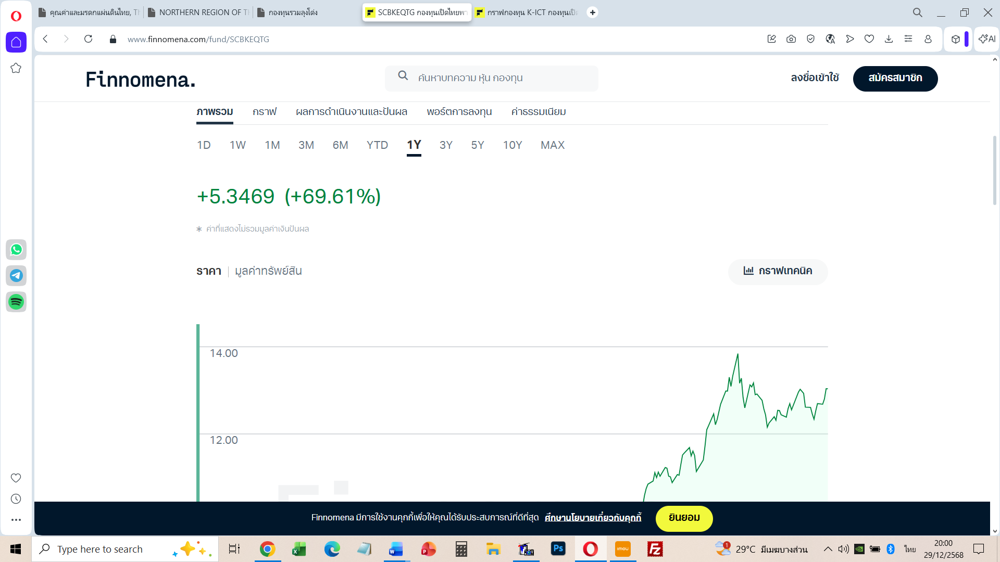 คุณค่าและมรดกแผ่นดินไทย, Tl
NORTHERN REGION OF T
กองทุนรวมลุงโด่ง
SCBKEQTG กองทุนเปิดไทยพา
กราฟกองทุน K-ICT กองทุนเปิด
www.finnomena.com/fund/SCBKEQTG
AI
Finnomena.
ค้นหาบทความ หุ้น กองทุน
ลงชื่อเข้าใช้
สมัครสมาชิก
ภาพรวม กราฟ ผลการดำเนินงานและปันผล พอร์ตการลงทุน ค่าธรรมเนียม
1D 1W 1M 3M 6M YTD 1Y 3Y 5Y 10Y MAX
+5.3469 (+69.61%)
* ค่าที่แสดงไม่รวมมูลค่าเงินปันผล
ราคา | มูลค่าทรัพย์สิน
กราฟเทคนิค
14.00
12.00
Finnomena มีการใช้งานคุกกี้เพื่อให้คุณได้รับประสบการณ์ที่ดีที่สุด ศึกษานโยบายเกี่ยวกับคุกกี้ ยินยอม
Type here to search
Ps
imou
1
29°C มีเมฆบางส่วน
ไทย
20:00
29/12/2568